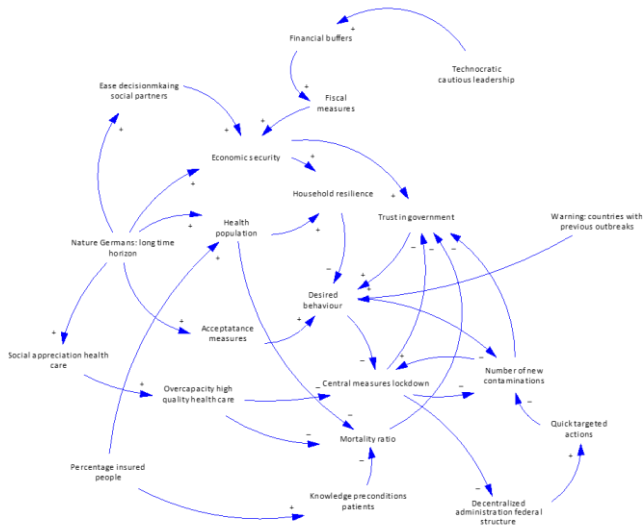 Financial buffers
Technocratic
cautious leadership
Ease decisionmkaing
social partners
Fiscal
measures
Economic security
Household resilience
Health
population
Trust in government
Warning: countries with
previous outbreaks
Nature Germans: long time
horizon
Desired
behaviour
Acceptatance
measures
Social appreciation health
care
Overcapacity high
quality health care
Central measures lockdown
Number of new
contaminations
Quick targeted
actions
Mortality ratio
Percentage insured
people
Knowledge preconditions
patients
Decentralized
administration federal
structure